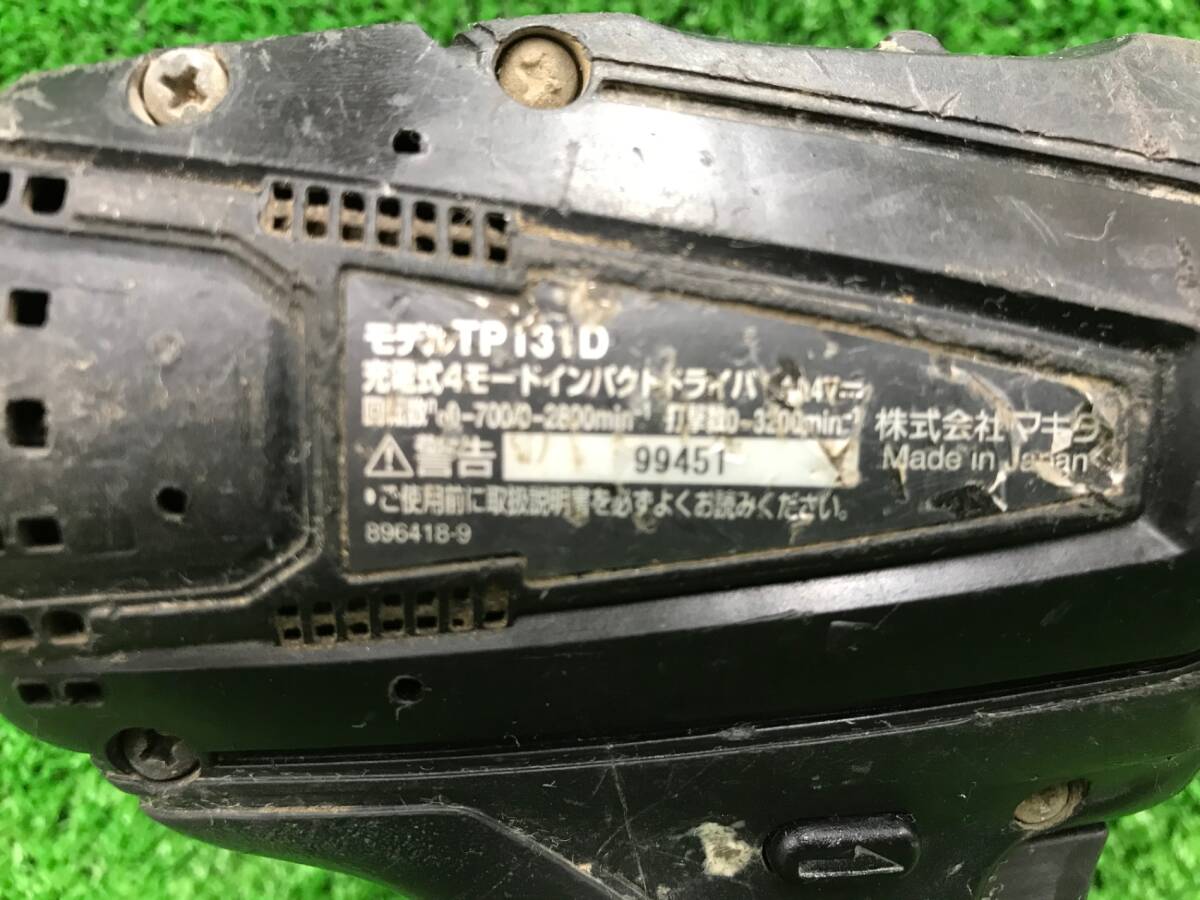 モデルTP131D
充電式4モードインパクトドライバ
0-700/0-2800min⁻¹ 打撃数0-3200min⁻¹
⚠警告 99451
•ご使用前に取扱説明書を必ずよくお読みください。
896418-9
株式会社マキタ
Made in Japan